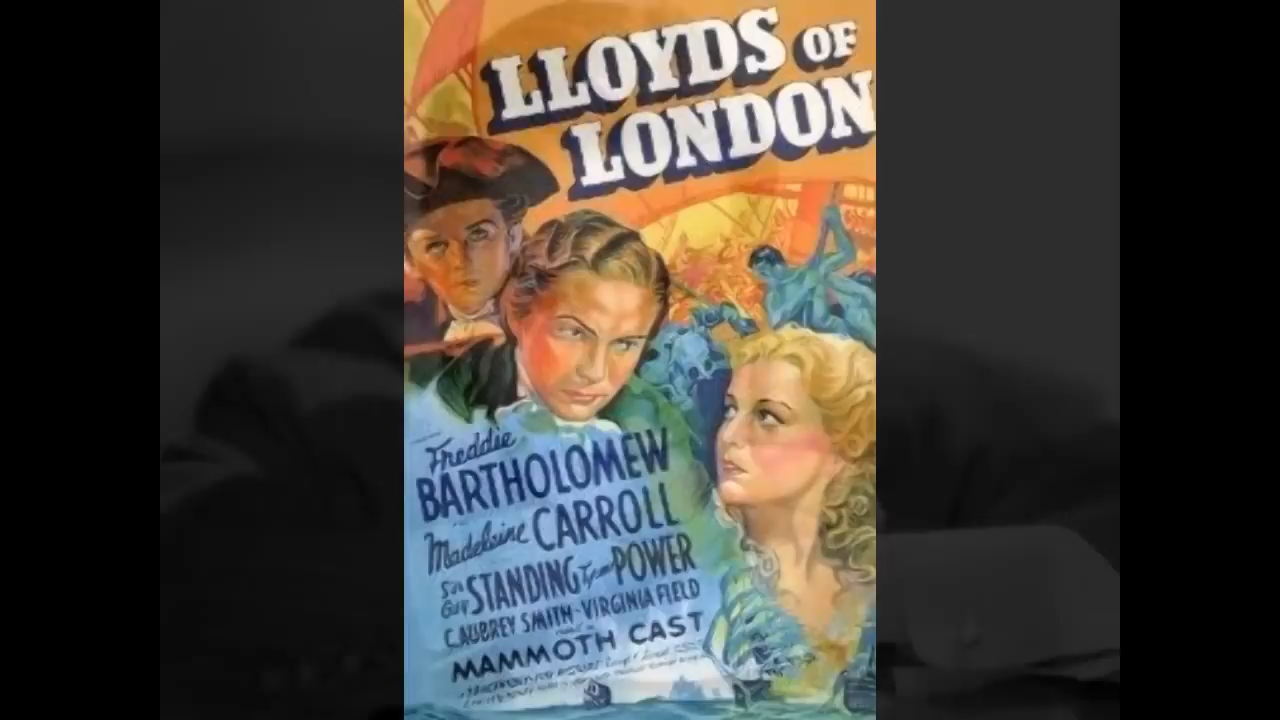 LLOYDS OF
LONDON
Freddie
BARTHOLOMEW
Madeleine CARROLL
Sir Guy STANDING Tyrone POWER
C. AUBREY SMITH · VIRGINIA FIELD
MAMMOTH CAST